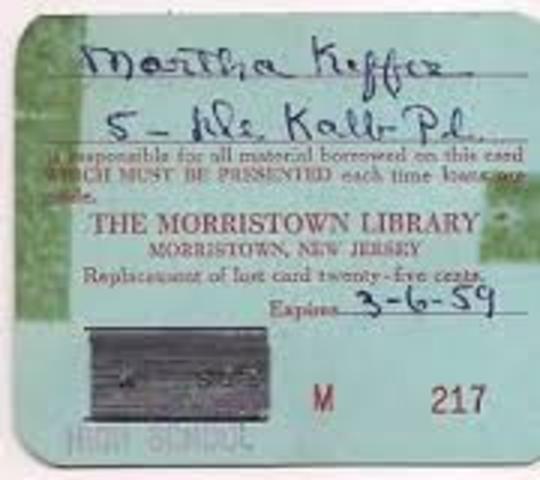 Martha Keffer
5 - De Kalb Pl.
is responsible for all material borrowed on this card
WHICH MUST BE PRESENTED each time loans are
made.
THE MORRISTOWN LIBRARY
MORRISTOWN, NEW JERSEY
Replacement of lost card twenty-five cents.
Expires 3-6-59
M 217
HIGH SCHOOL